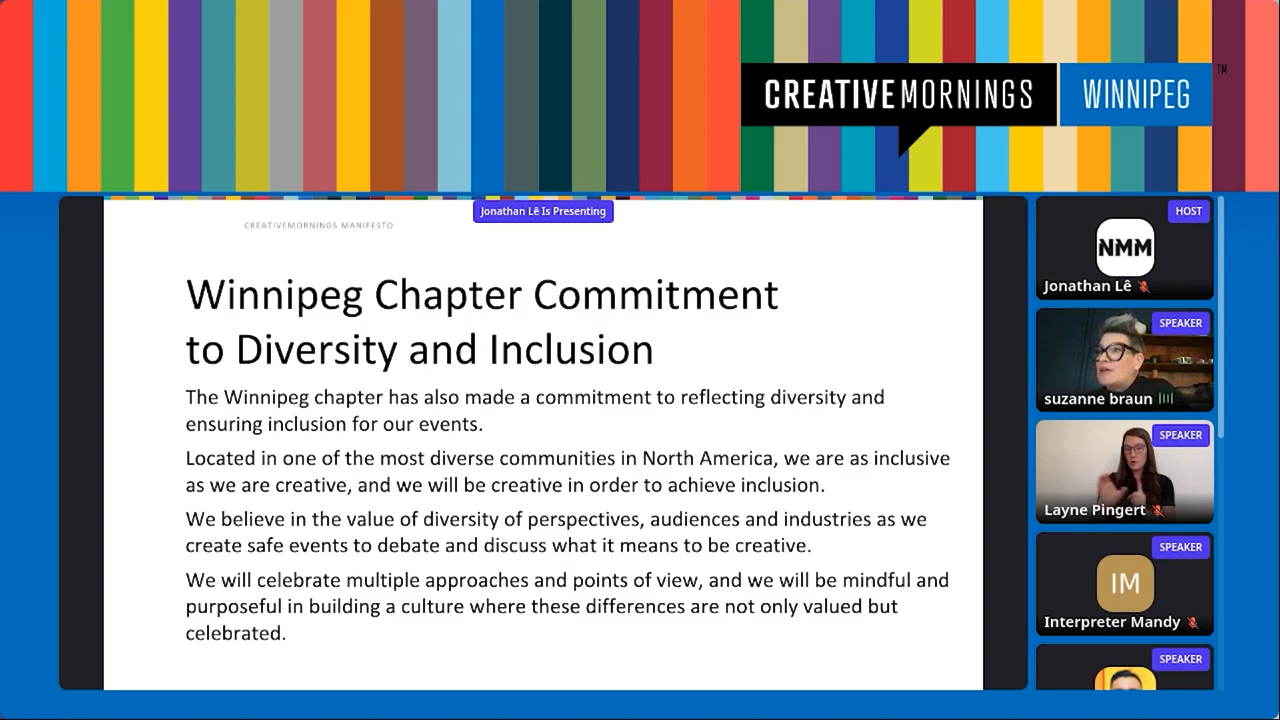 CREATIVEMORNINGS WINNIPEG TM
Jonathan Lê Is Presenting
CREATIVEMORNINGS MANIFESTO
Winnipeg Chapter Commitment
to Diversity and Inclusion
The Winnipeg chapter has also made a commitment to reflecting diversity and
ensuring inclusion for our events.
Located in one of the most diverse communities in North America, we are as inclusive
as we are creative, and we will be creative in order to achieve inclusion.
We believe in the value of diversity of perspectives, audiences and industries as we
create safe events to debate and discuss what it means to be creative.
We will celebrate multiple approaches and points of view, and we will be mindful and
purposeful in building a culture where these differences are not only valued but
celebrated.
HOST
NMM
Jonathan Lê
SPEAKER
suzanne braun
SPEAKER
Layne Pingert
SPEAKER
IM
Interpreter Mandy
SPEAKER